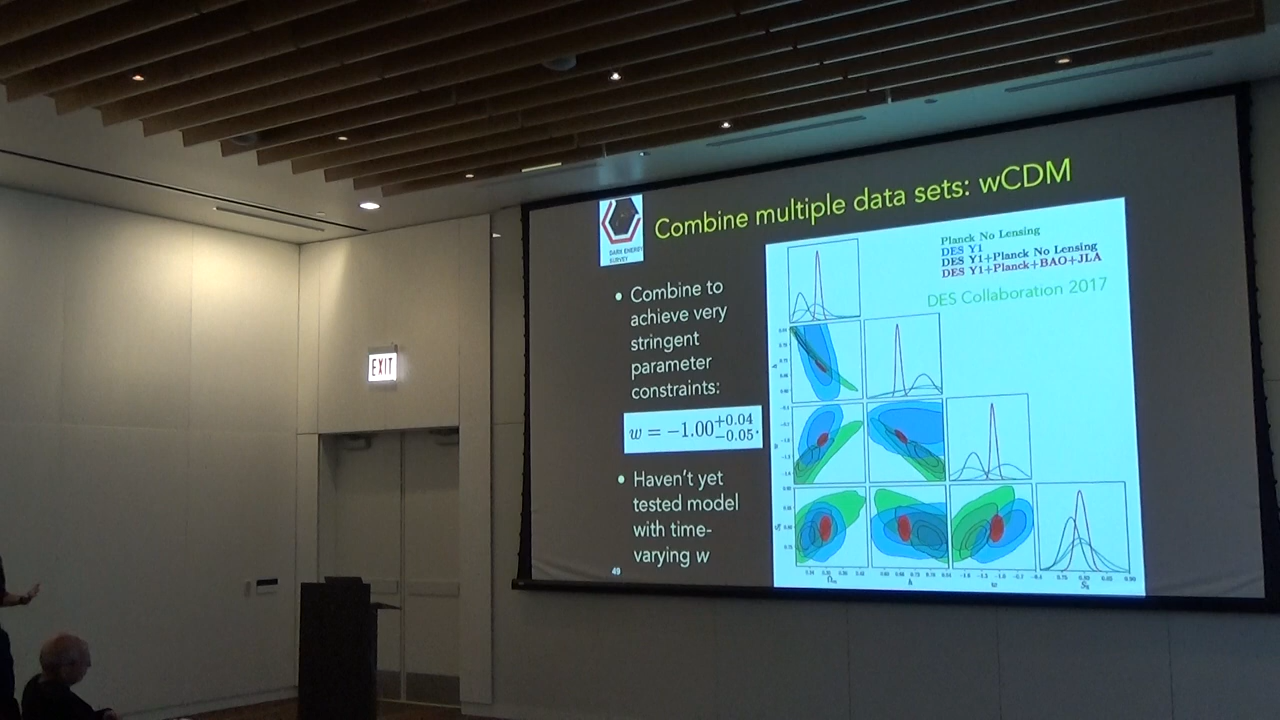 Combine multiple data sets: wCDM
DARK ENERGY
SURVEY
• Combine to
achieve very
stringent
parameter
constraints:
w = −1.00+0.04
−0.05.
• Haven't yet
tested model
with time-
varying w
49
Planck No Lensing
DES Y1
DES Y1+Planck No Lensing
DES Y1+Planck+BAO+JLA
DES Collaboration 2017
Ωm
h
w
S8
EXIT